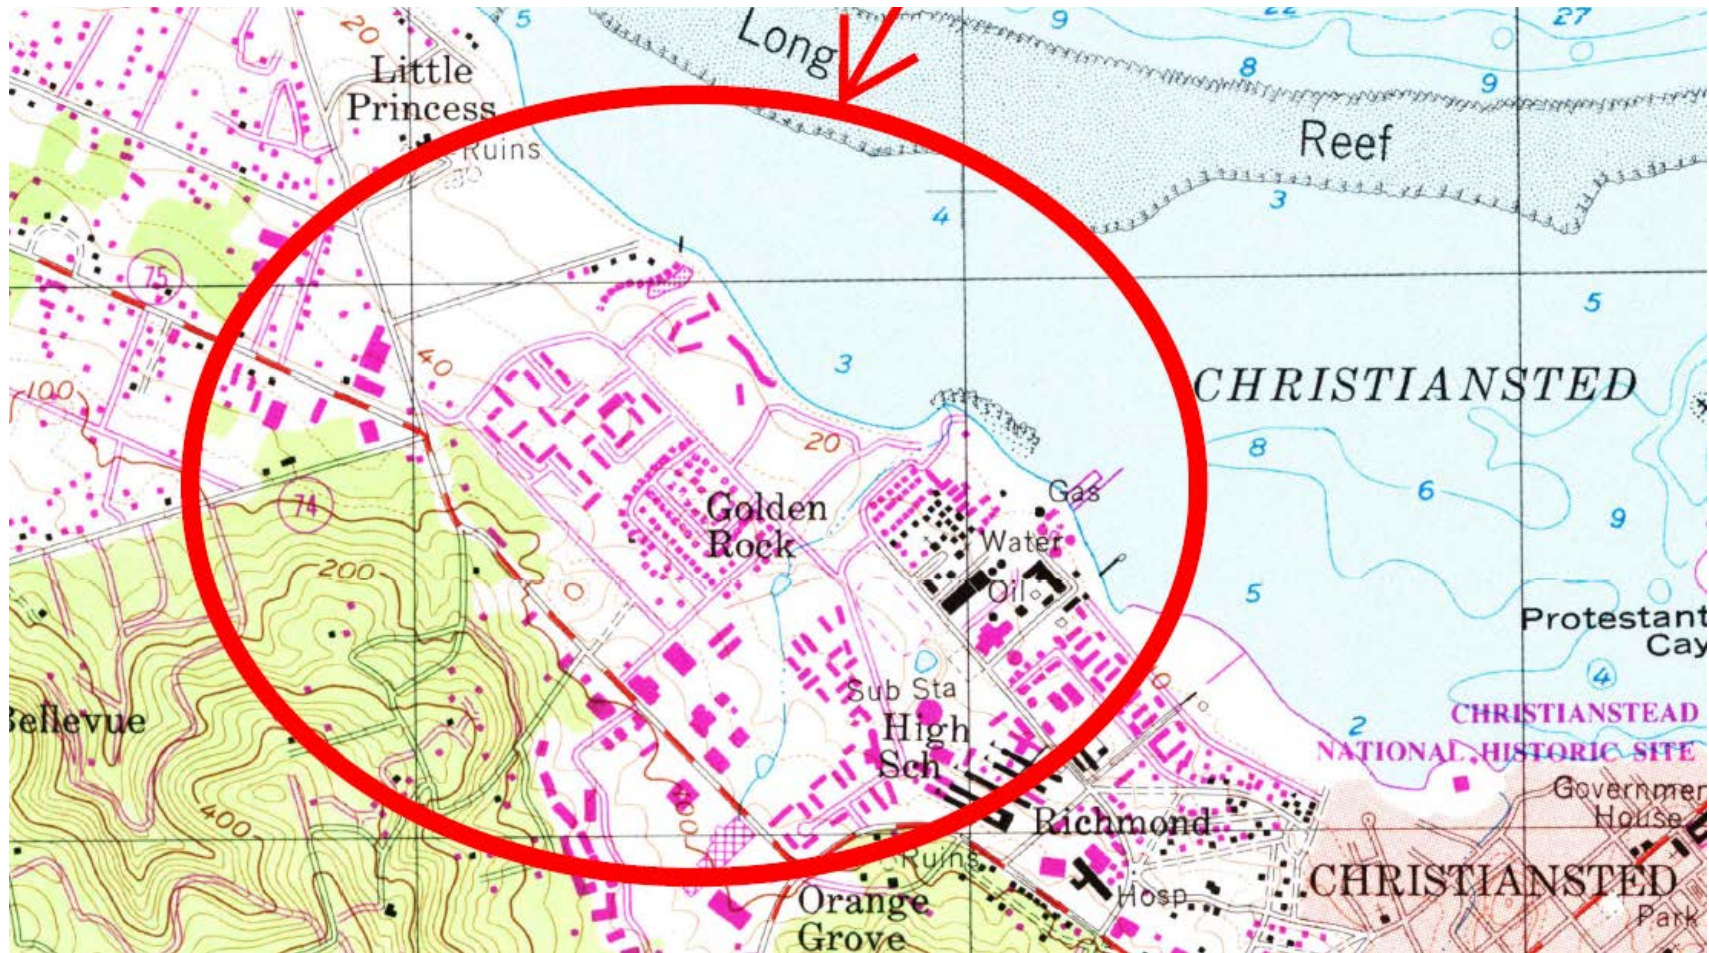 20
5
Long
9
22
27
8
9
Little
Princess
Ruins
Reef
3
4
75
5
40
100
3
CHRISTIANSTED
20
8
6
9
Golden
Rock
Gas
74
Water
200
Oil
5
Protestant
Cay
4
Sub Sta
Bellevue
High
Sch
2
CHRISTIANSTEAD
NATIONAL HISTORIC SITE
Governmen
House
400
Richmond
Ruins
CHRISTIANSTED
Hosp
Park
Orange
Grove